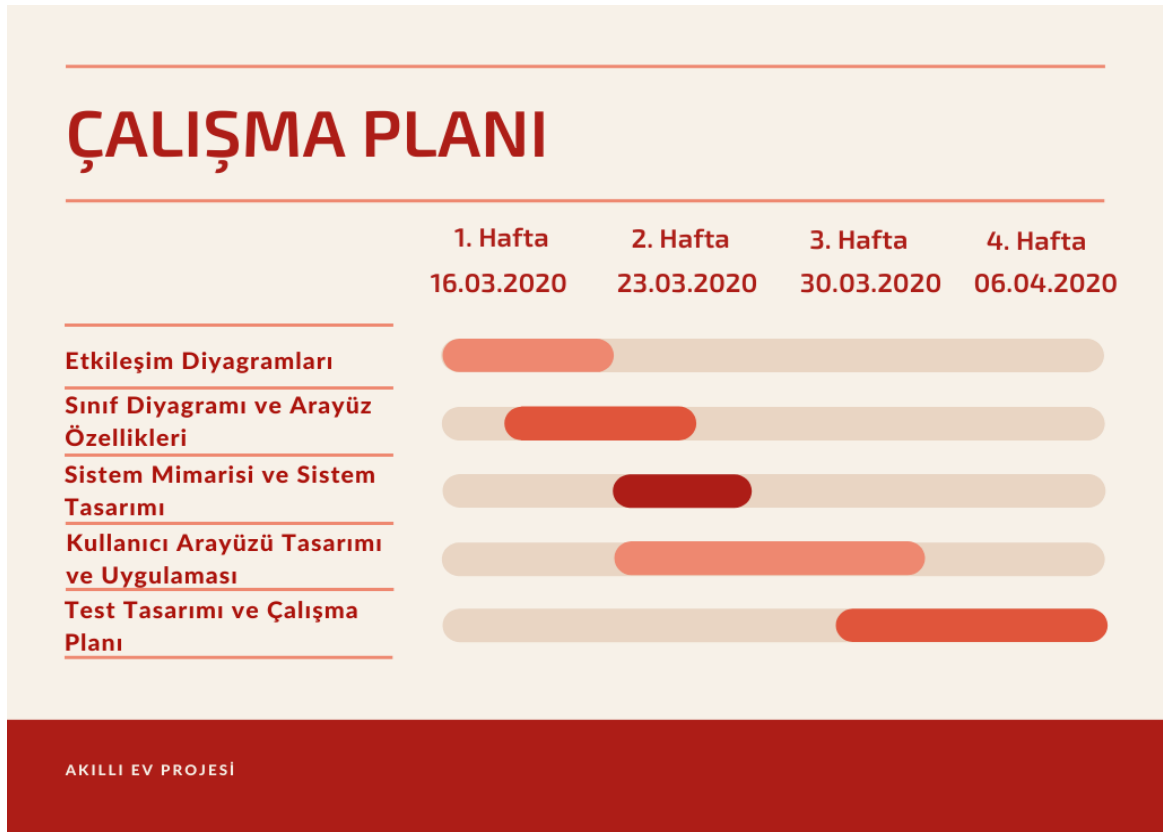 ÇALIŞMA PLANI
1. Hafta 2. Hafta 3. Hafta 4. Hafta
16.03.2020 23.03.2020 30.03.2020 06.04.2020
Etkileşim Diyagramları
Sınıf Diyagramı ve Arayüz
Özellikleri
Sistem Mimarisi ve Sistem
Tasarımı
Kullanıcı Arayüzü Tasarımı
ve Uygulaması
Test Tasarımı ve Çalışma
Planı
AKILLI EV PROJESİ